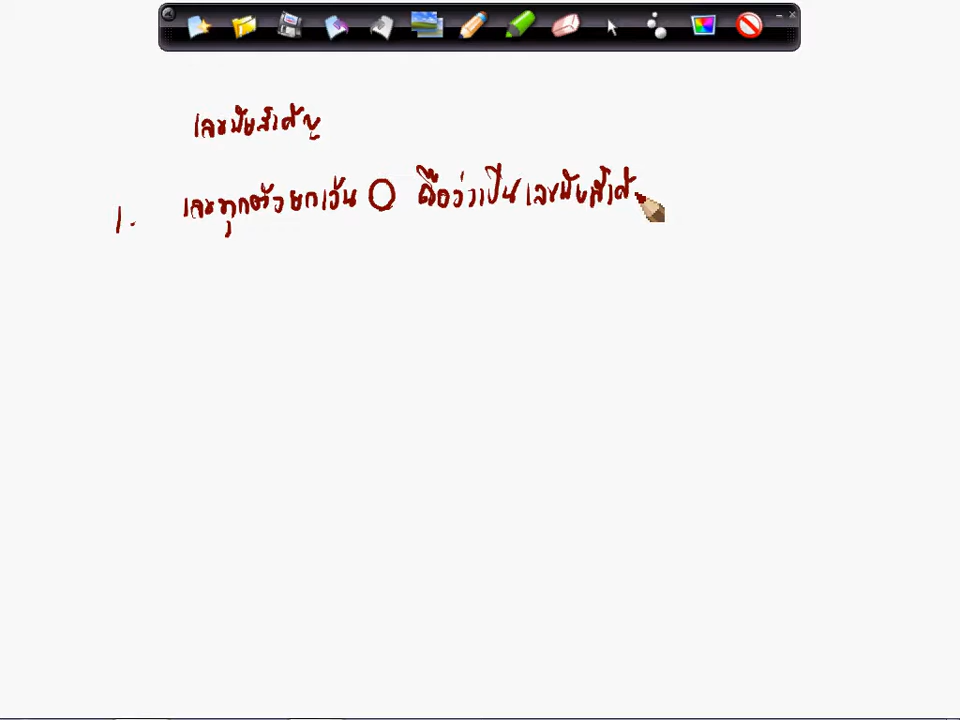 เลขนัยสำคัญ
1. เลขทุกตัวยกเว้น 0 ถือว่าเป็นเลขนัยสำคั